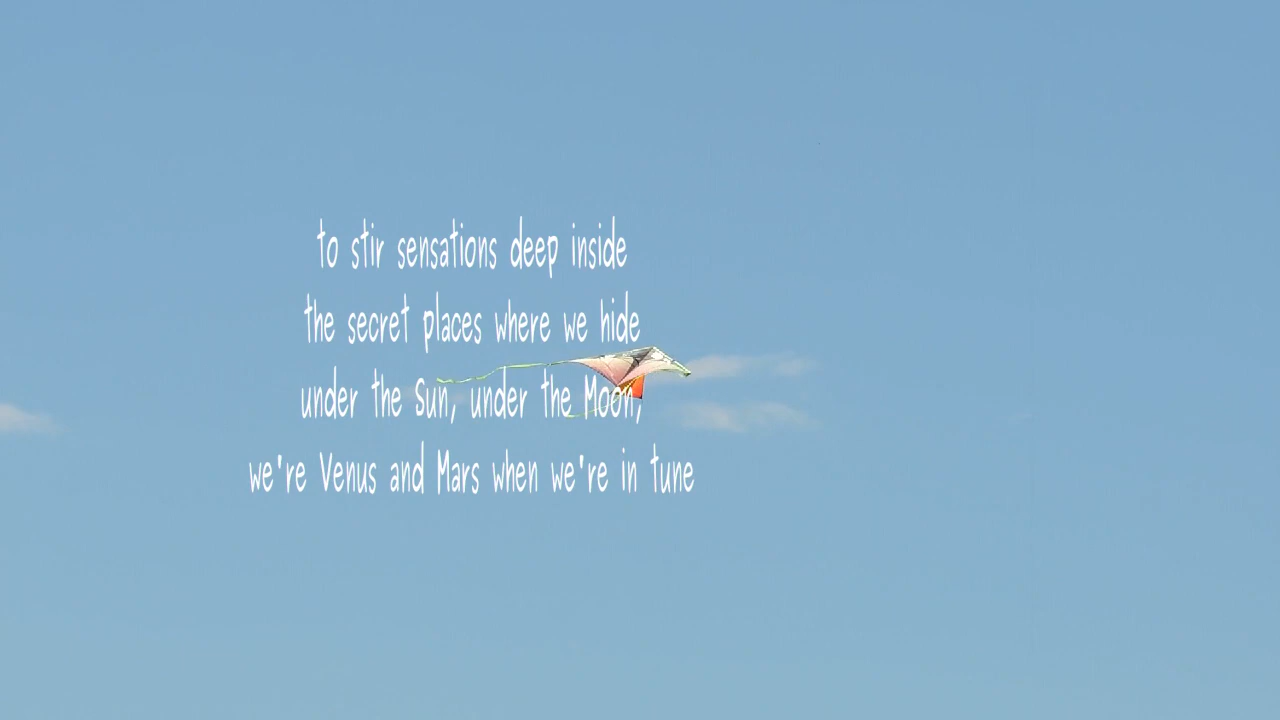 to stir sensations deep inside
the secret places where we hide
under the Sun, under the Moon,
we're Venus and Mars when we're in tune